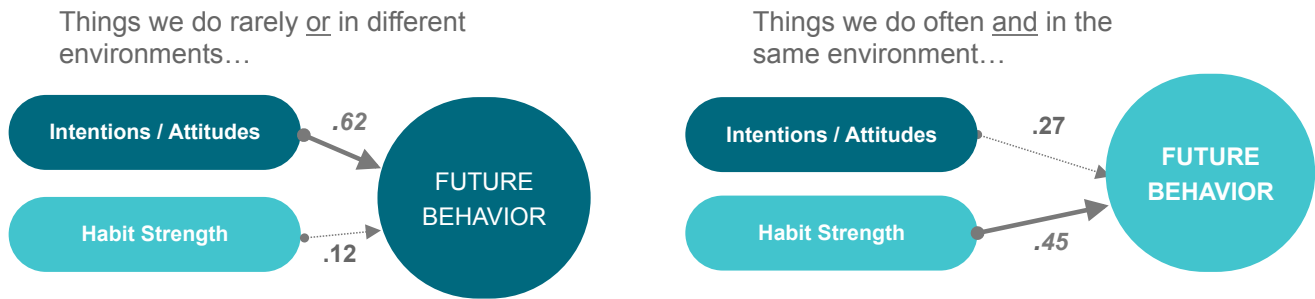 Things we do rarely or in different
environments…
Intentions / Attitudes
.62
Habit Strength
.12
FUTURE
BEHAVIOR
Things we do often and in the
same environment…
Intentions / Attitudes
.27
Habit Strength
.45
FUTURE
BEHAVIOR